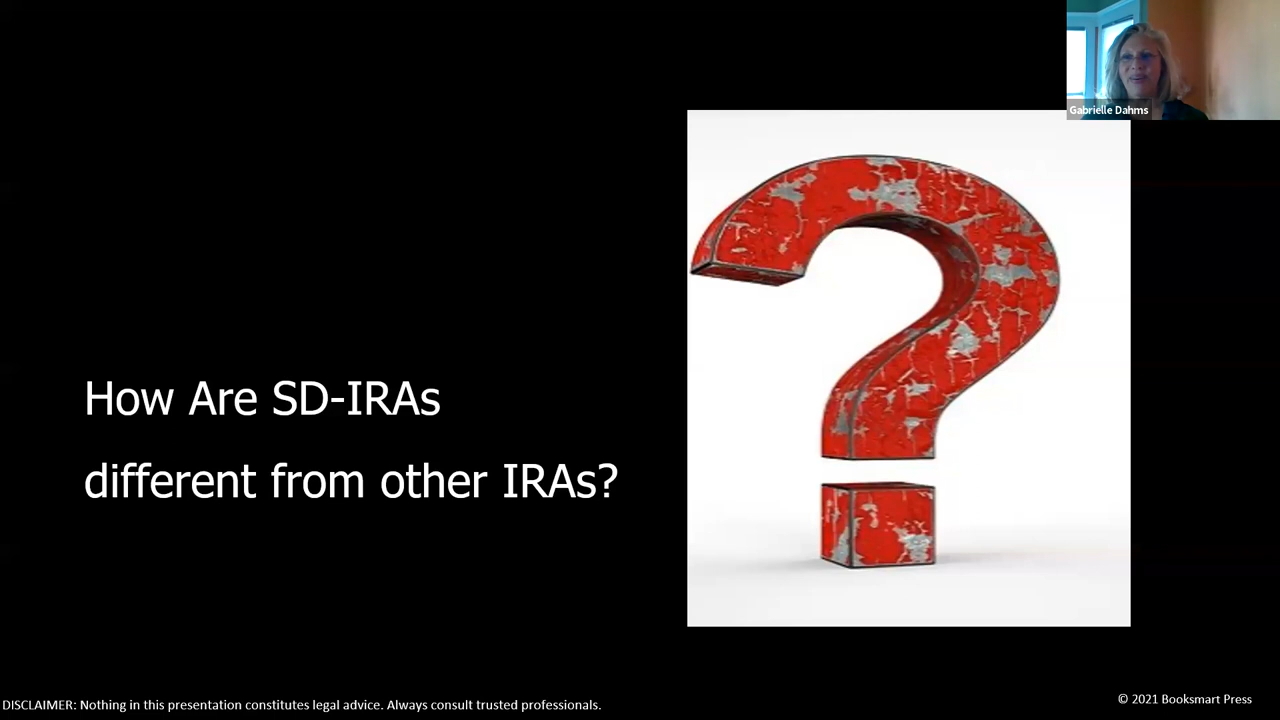 Gabrielle Dahms
How Are SD-IRAs
different from other IRAs?
DISCLAIMER: Nothing in this presentation constitutes legal advice. Always consult trusted professionals.
© 2021 Booksmart Press